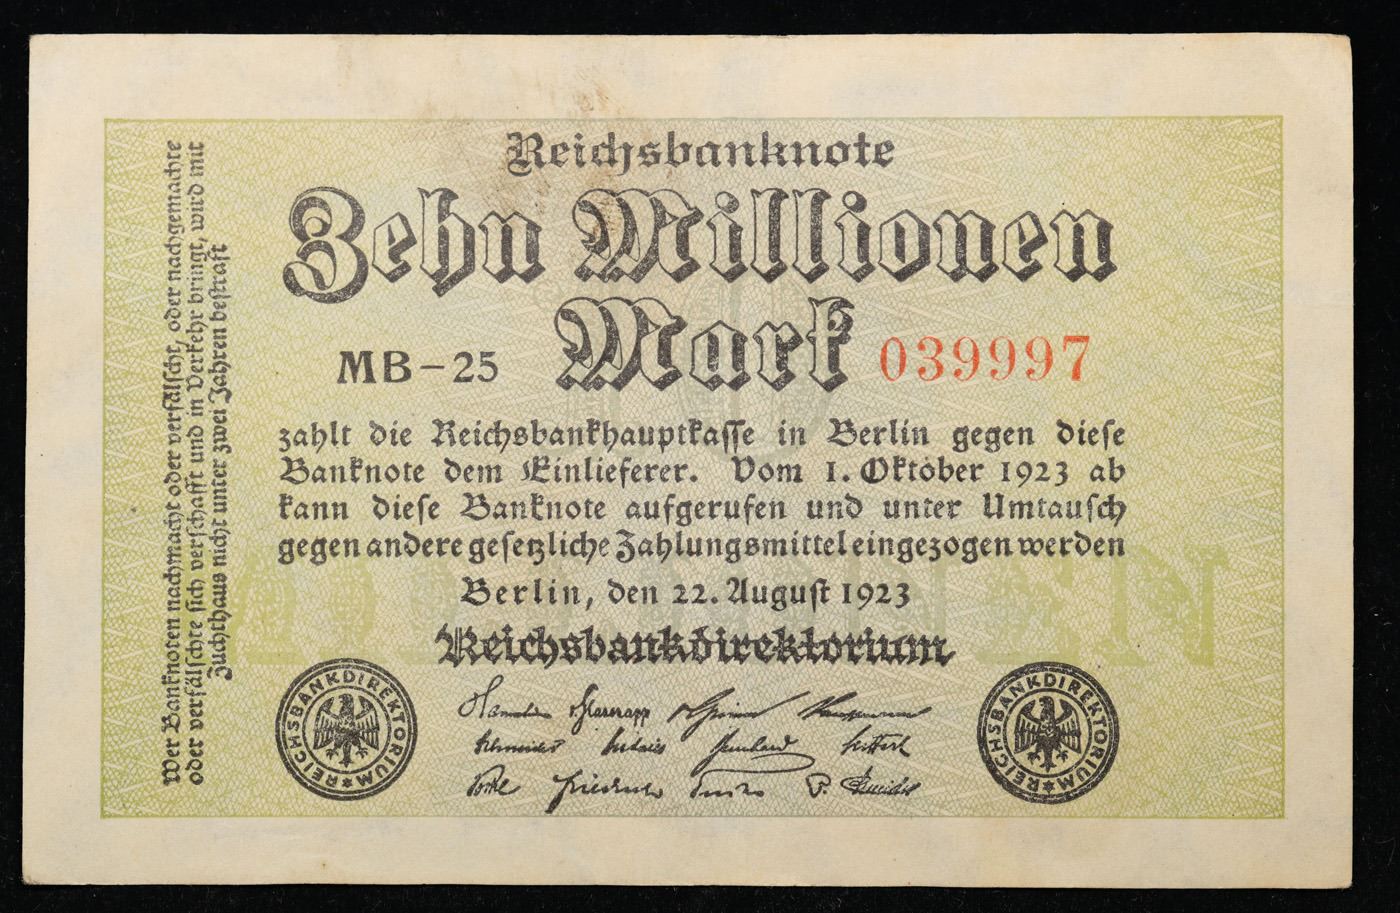 Reichsbanknote
Zehn Millionen
Mark
MB-25
039997
zahlt die Reichsbankhauptkasse in Berlin gegen diese
Banknote dem Einlieferer. Vom 1. Oktober 1923 ab
kann diese Banknote aufgerufen und unter Umtausch
gegen andere gesetzliche Zahlungsmittel eingezogen werden
Berlin, den 22. August 1923
Reichsbankdirektorium
Wer Banknoten nachmacht oder verfälscht, oder nachgemachte
oder verfälschte sich verschafft und in Verkehr bringt, wird mit
Zuchthaus nicht unter zwei Jahren bestraft
REICHSBANKDIREKTORIUM
REICHSBANKDIREKTORIUM